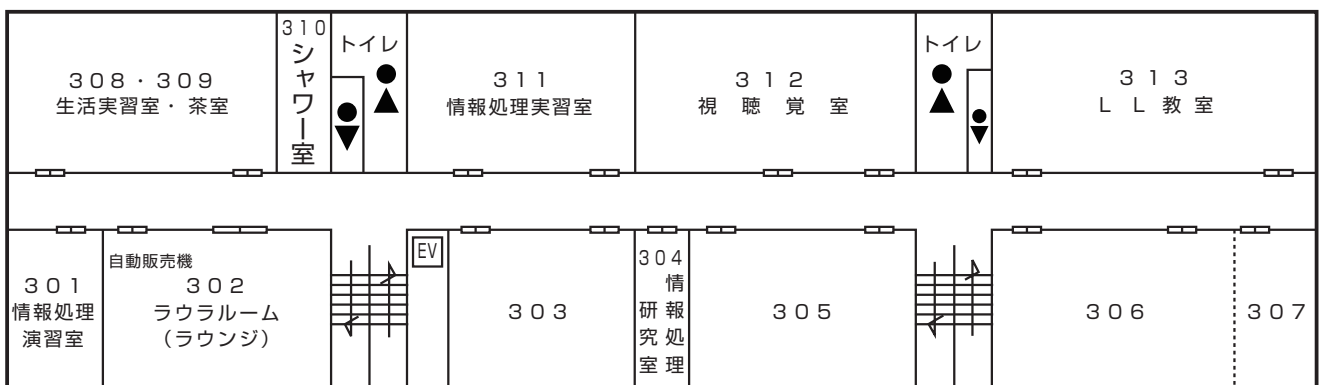 308・309
生活実習室・茶室
310
シャワー室
トイレ
311
情報処理実習室
312
視聴覚室
トイレ
313
LL教室
301
情報処理
演習室
自動販売機
302
ラウラルーム
(ラウンジ)
EV
303
304
情報処理
研究室
305
306
307